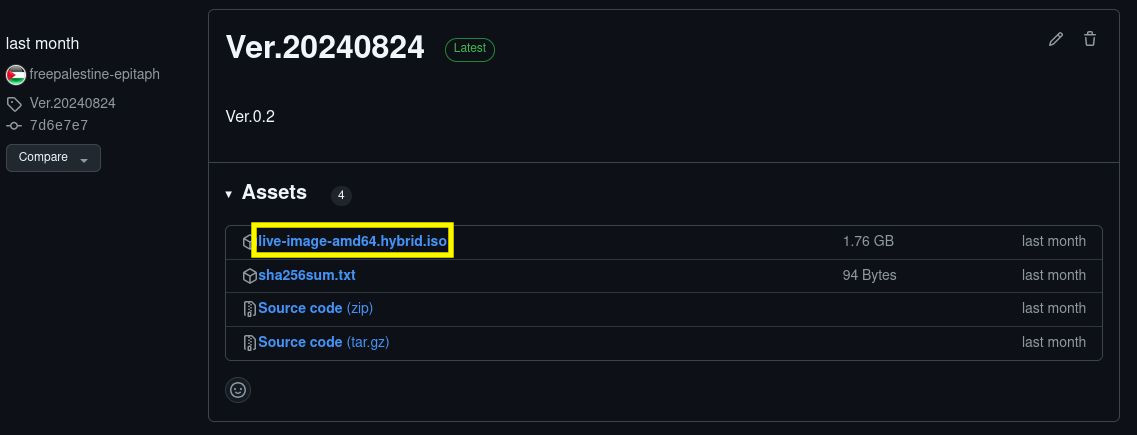 last month
freepalestine-epitaph
Ver.20240824
7d6e7e7
Compare
Ver.20240824 Latest
Ver.0.2
Assets 4
live-image-amd64.hybrid.iso 1.76 GB last month
sha256sum.txt 94 Bytes last month
Source code (zip) last month
Source code (tar.gz) last month